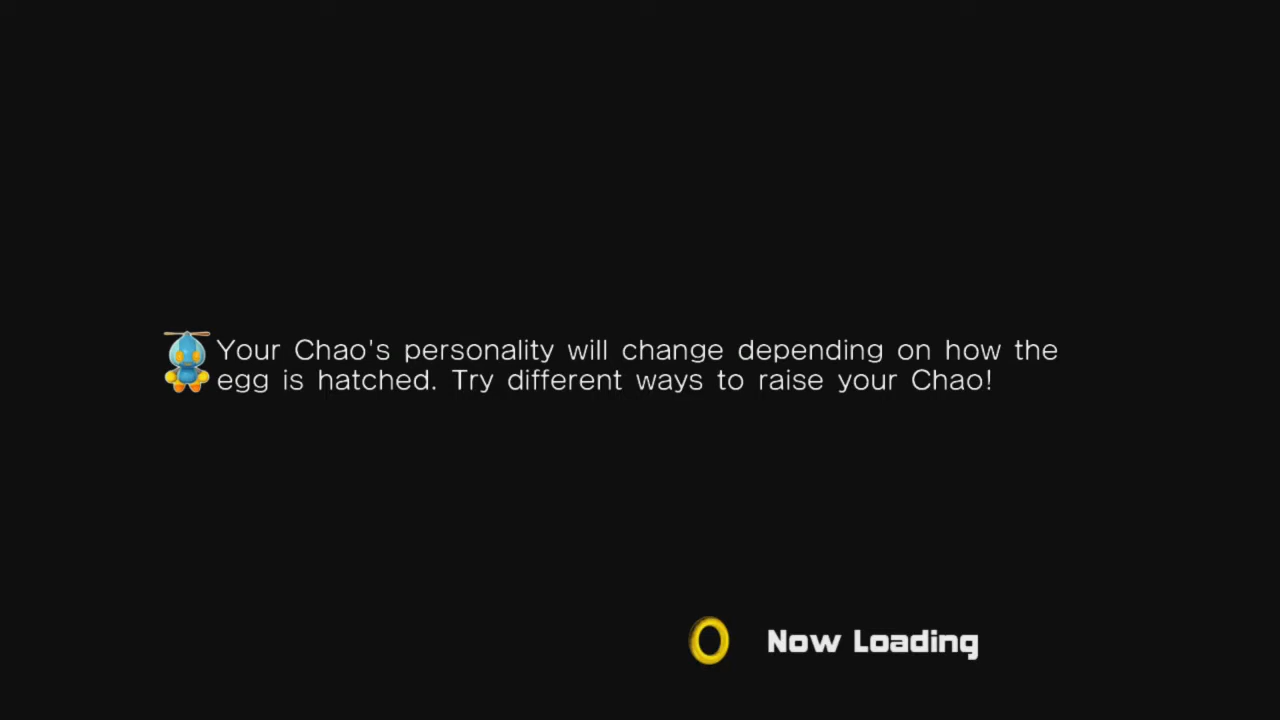 Your Chao's personality will change depending on how the
egg is hatched. Try different ways to raise your Chao!
Now Loading